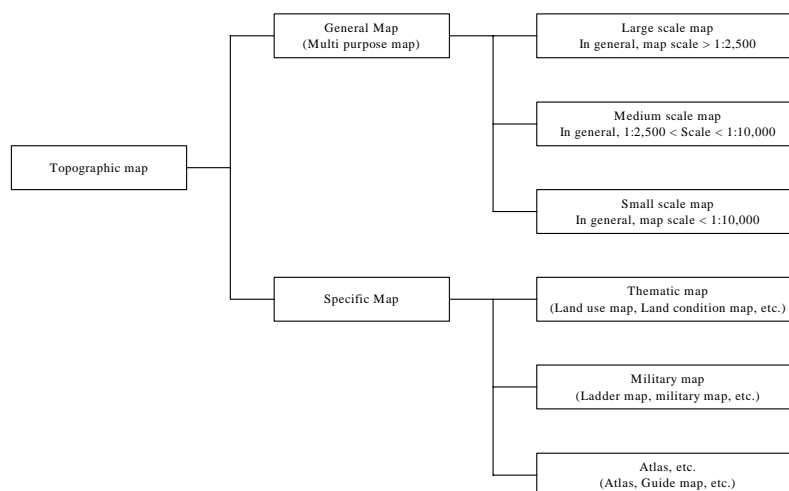 Topographic map
General Map
(Multi purpose map)
Large scale map
In general, map scale > 1:2,500
Medium scale map
In general, 1:2,500 < Scale < 1:10,000
Small scale map
In general, map scale < 1:10,000
Specific Map
Thematic map
(Land use map, Land condition map, etc.)
Military map
(Ladder map, military map, etc.)
Atlas, etc.
(Atlas, Guide map, etc.)